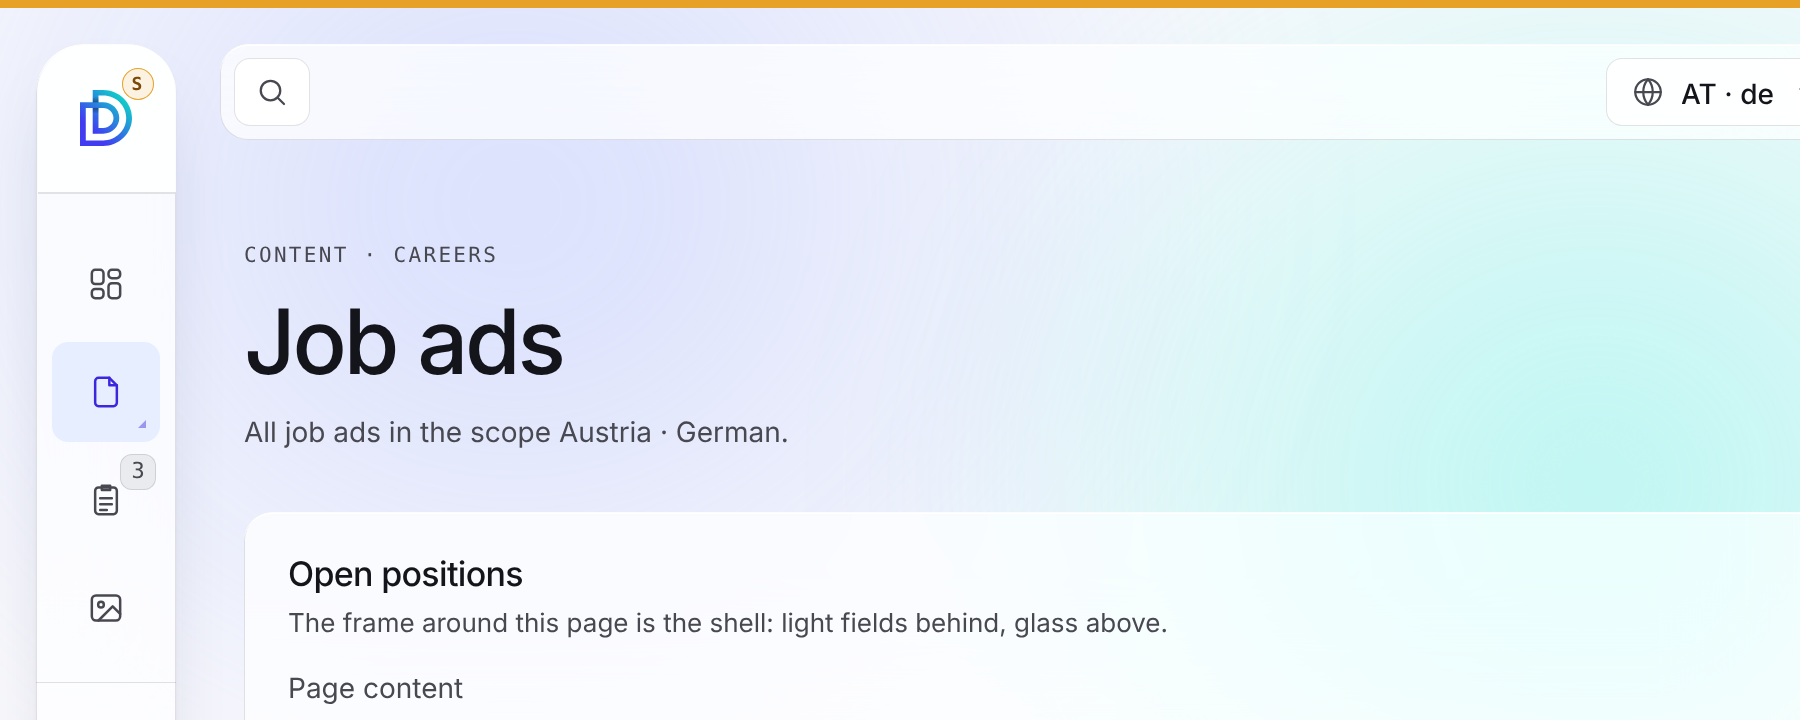 S
AT · de
CONTENT · CAREERS
Job ads
All job ads in the scope Austria · German.
3
Open positions
The frame around this page is the shell: light fields behind, glass above.
Page content